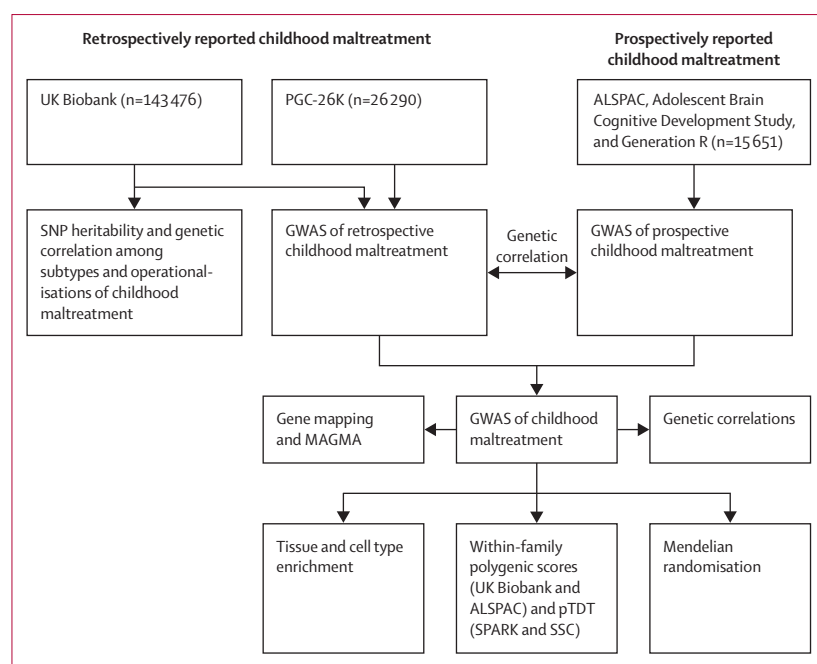 Retrospectively reported childhood maltreatment
Prospectively reported
childhood maltreatment
UK Biobank (n=143 476)
PGC-26K (n=26 290)
ALSPAC, Adolescent Brain
Cognitive Development Study,
and Generation R (n=15 651)
SNP heritability and genetic
correlation among
subtypes and operational-
isations of childhood
maltreatment
GWAS of retrospective
childhood maltreatment
Genetic
correlation
GWAS of prospective
childhood maltreatment
Gene mapping
and MAGMA
GWAS of childhood
maltreatment
Genetic correlations
Tissue and cell type
enrichment
Within-family
polygenic scores
(UK Biobank and
ALSPAC) and pTDT
(SPARK and SSC)
Mendelian
randomisation